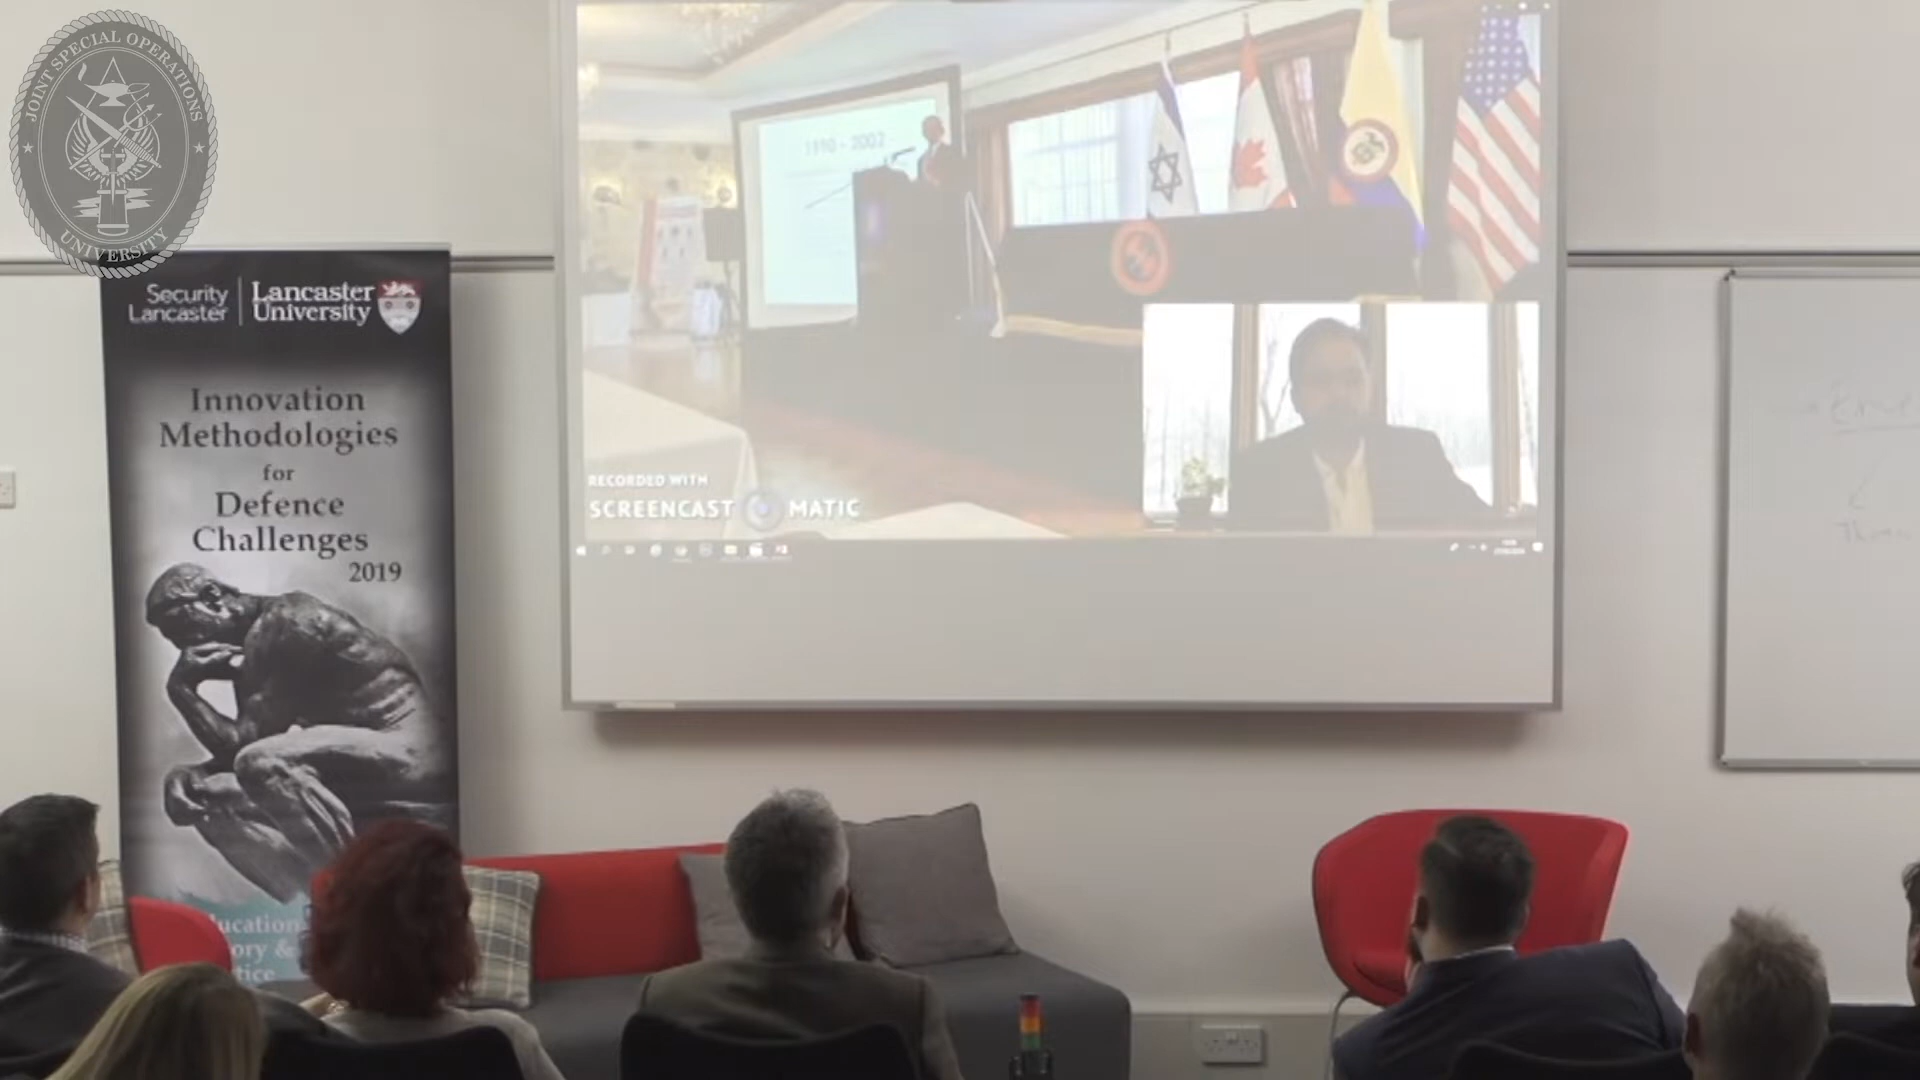 JOINT SPECIAL OPERATIONS
UNIVERSITY
Security
Lancaster
Lancaster
University
Innovation
Methodologies
for
Defence
Challenges
2019
1990 - 2002
RECORDED WITH
SCREENCAST MATIC